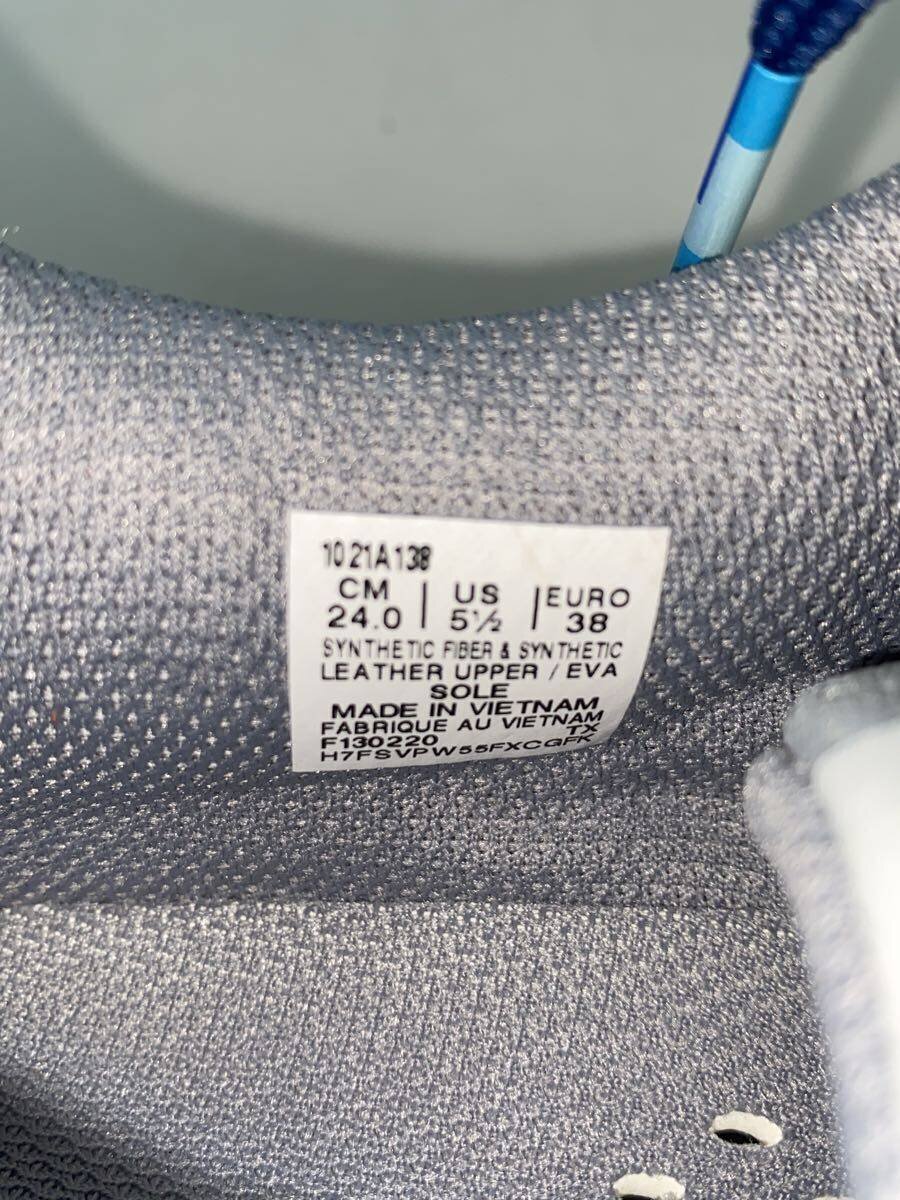 1021A138
CM | US | EURO
24.0 | 5½ | 38
SYNTHETIC FIBER & SYNTHETIC
LEATHER UPPER / EVA
SOLE
MADE IN VIETNAM
FABRIQUE AU VIETNAM
F130220 TX
H7FSVPW55FXCGFK